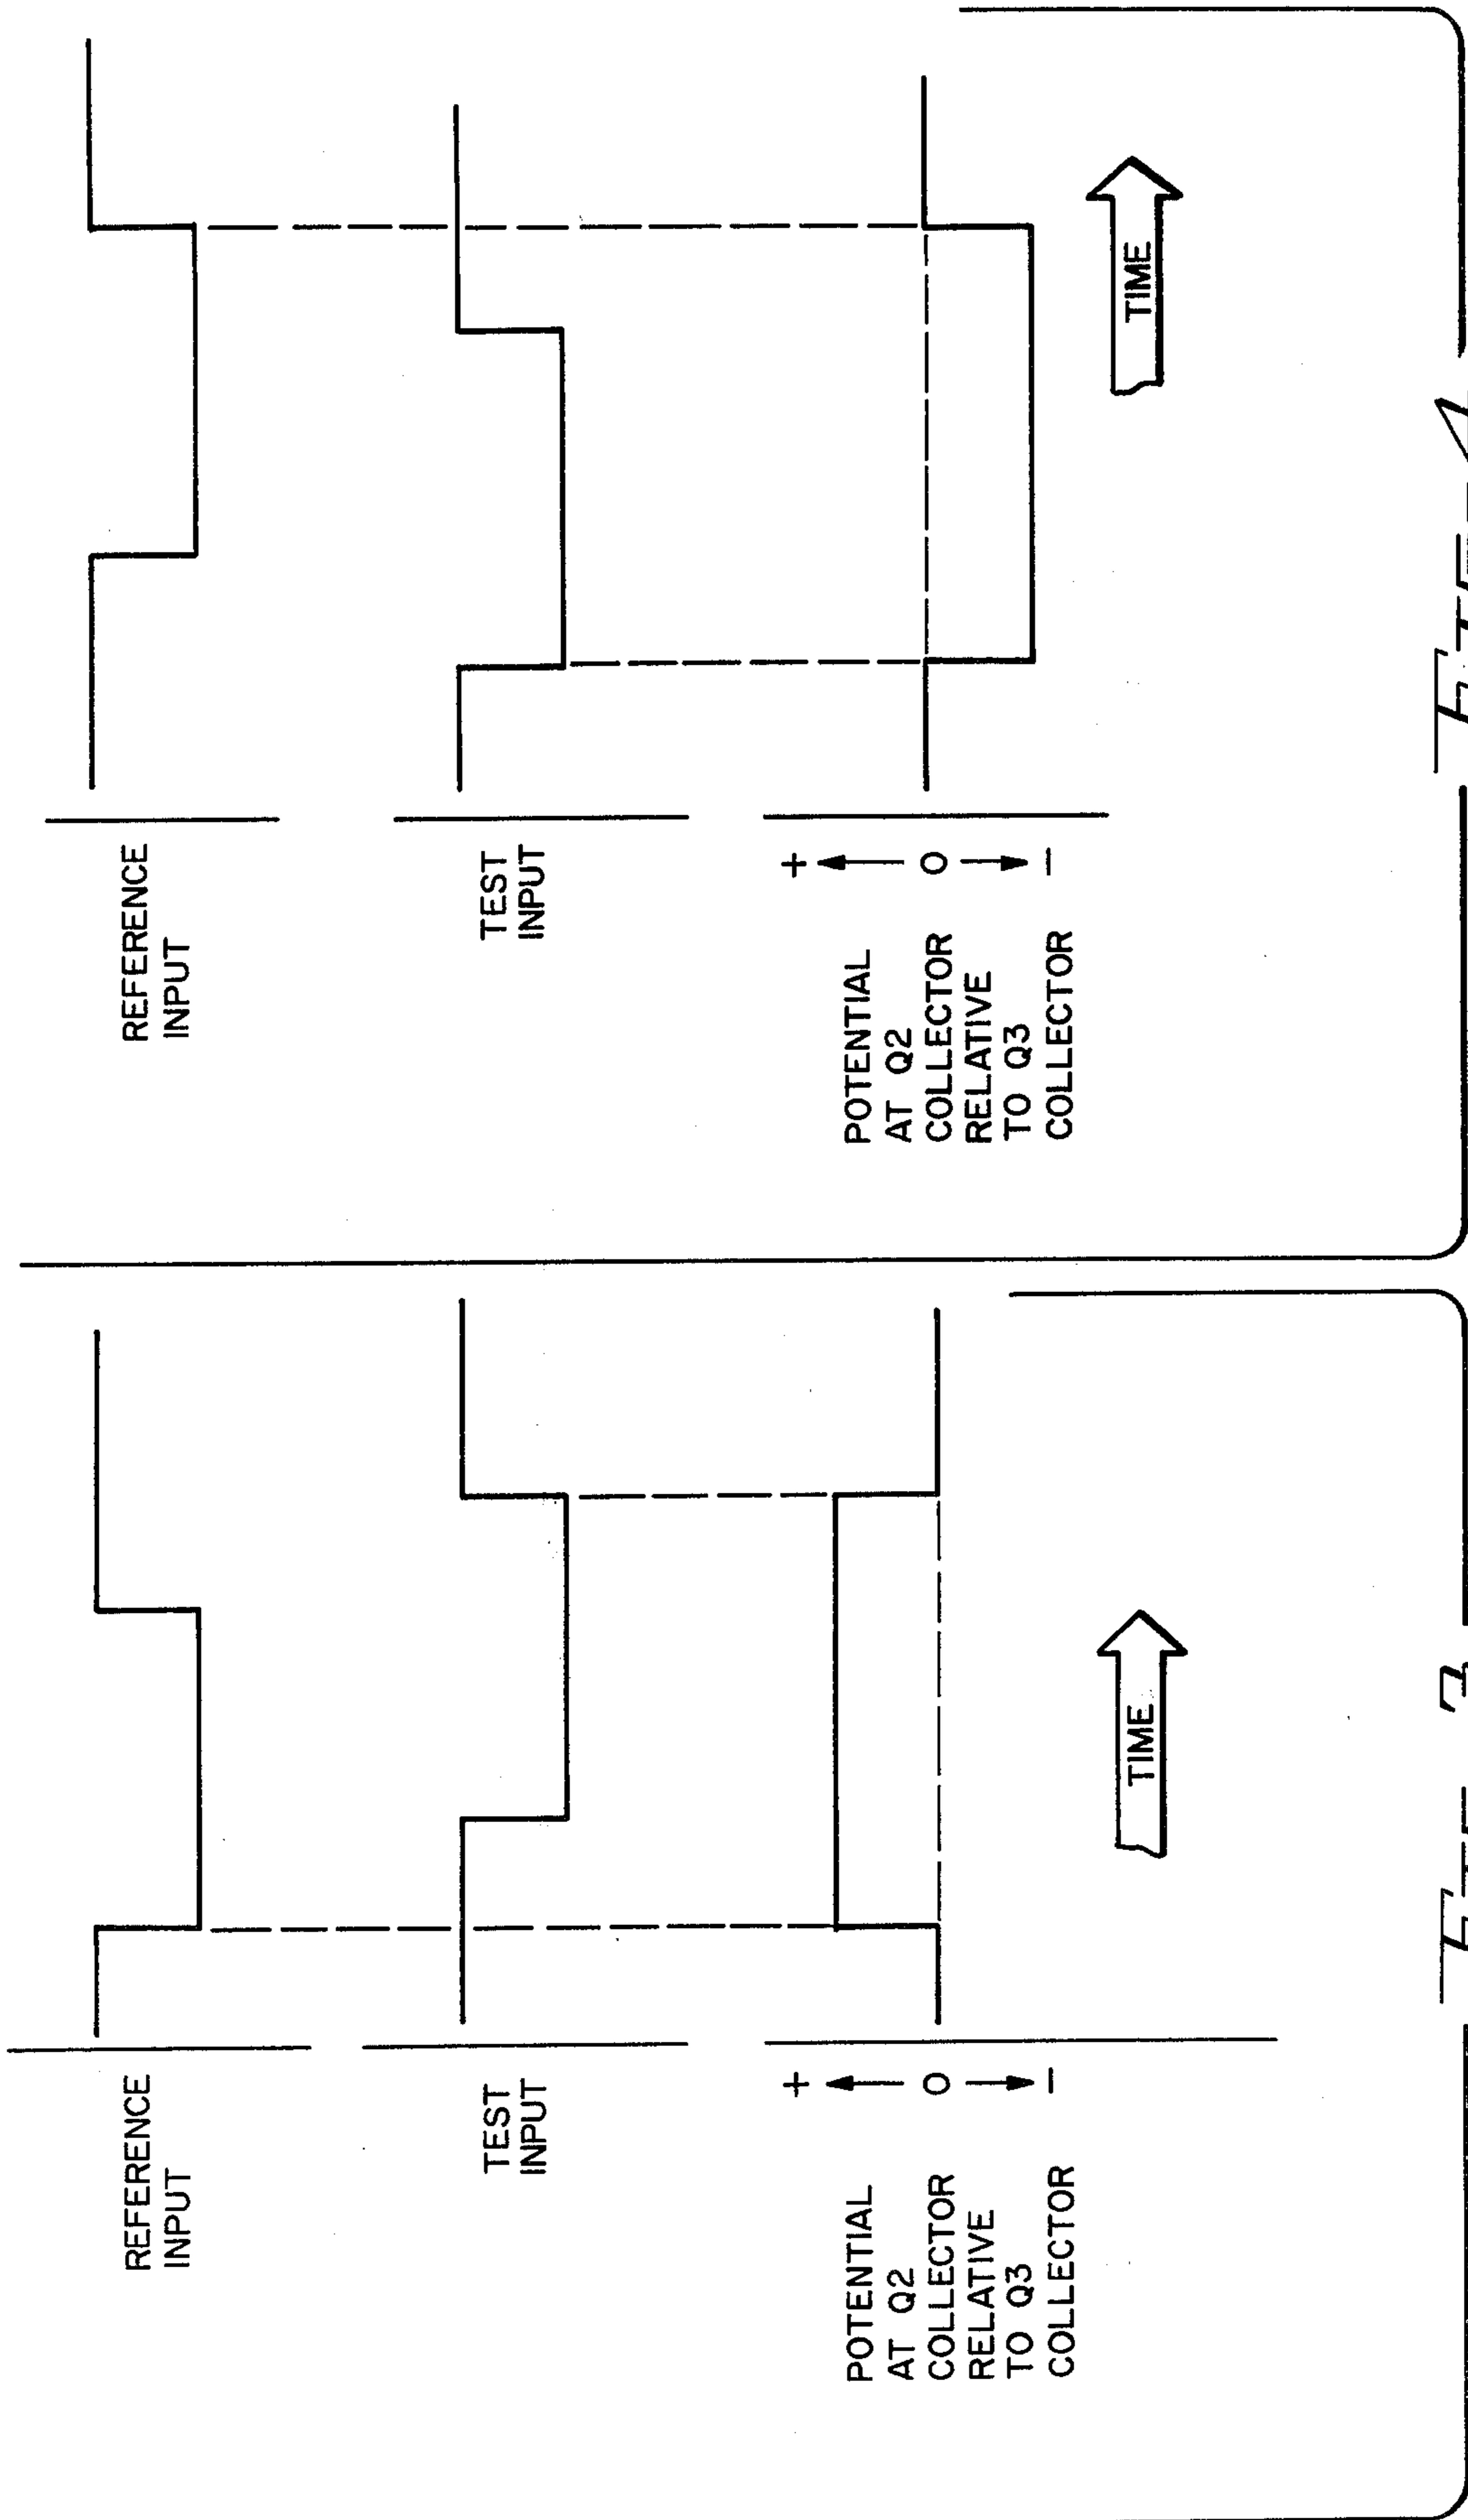 REFERENCE
INPUT
TEST
INPUT
+
0
−
POTENTIAL
AT Q2
COLLECTOR
RELATIVE
TO Q3
COLLECTOR
TIME
REFERENCE
INPUT
TEST
INPUT
+
0
−
POTENTIAL
AT Q2
COLLECTOR
RELATIVE
TO Q3
COLLECTOR
TIME